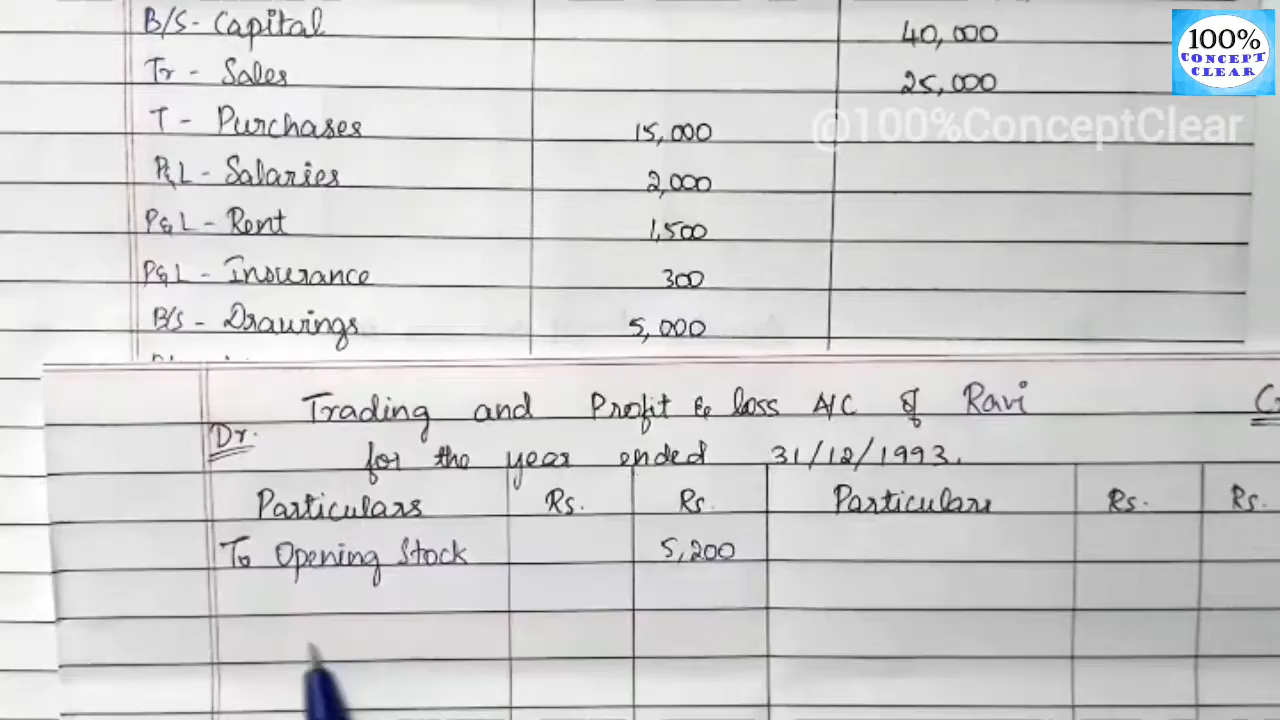 B/S - Capital 40,000
Tr - Sales 25,000
T - Purchases 15,000
P&L - Salaries 2,000
P&L - Rent 1,500
P&L - Insurance 300
B/S - Drawings 5,000
100%
CONCEPT
CLEAR
@100%ConceptClear
Trading and Profit & loss A/C of Ravi
Dr.
for the year ended 31/12/1993.
Particulars Rs. Rs. Particulars Rs. Rs.
To Opening Stock 5,200